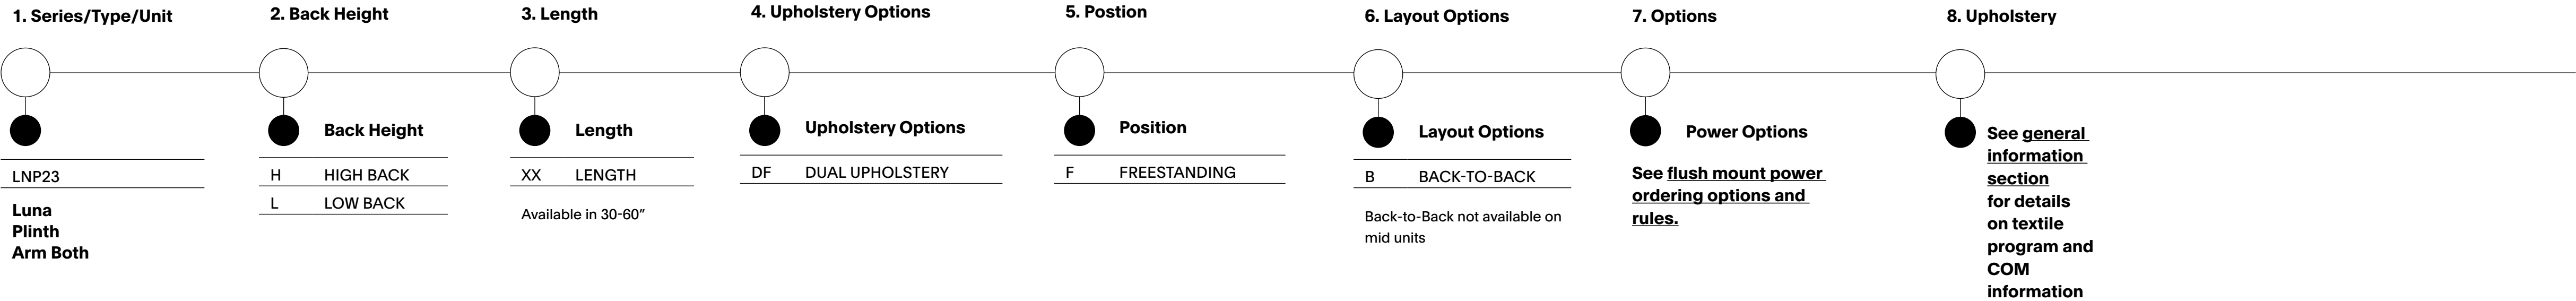 1. Series/Type/Unit
2. Back Height
3. Length
4. Upholstery Options
5. Postion
6. Layout Options
7. Options
8. Upholstery
LNP23
Luna
Plinth
Arm Both
Back Height
H HIGH BACK
L LOW BACK
Length
XX LENGTH
Available in 30-60”
Upholstery Options
DF DUAL UPHOLSTERY
Position
F FREESTANDING
Layout Options
B BACK-TO-BACK
Back-to-Back not available on
mid units
Power Options
See flush mount power
ordering options and
rules.
See general
information
section
for details
on textile
program and
COM
information